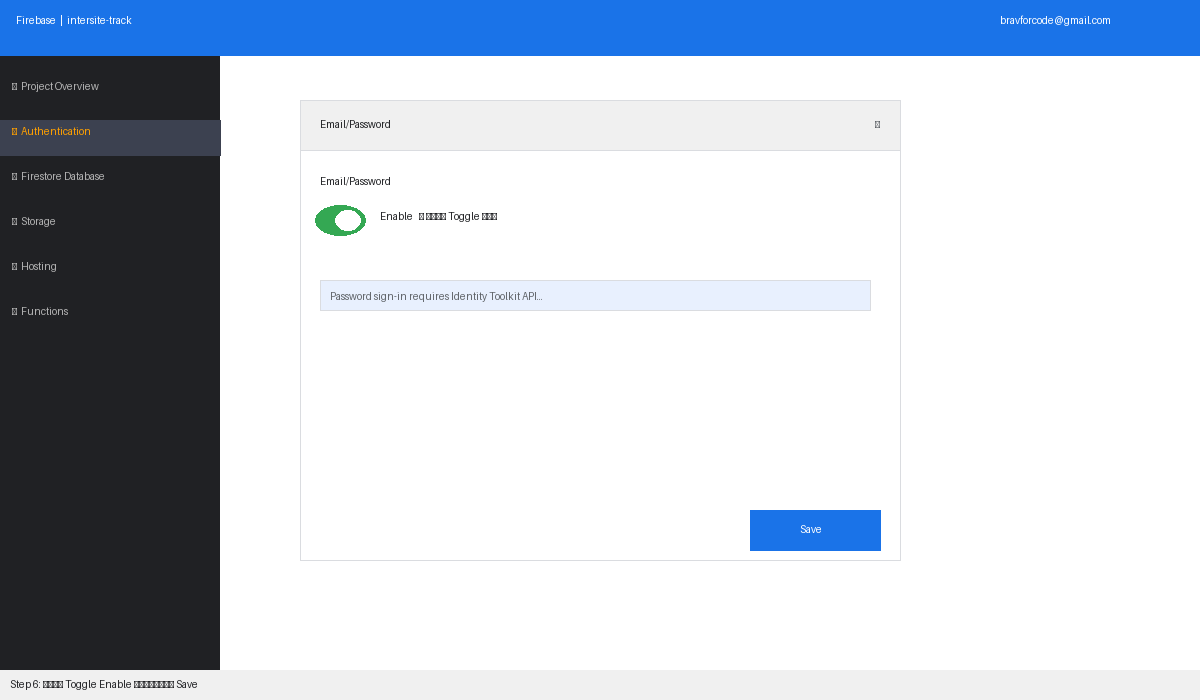 Firebase | intersite-track
bravforcode@gmail.com
Project Overview
Authentication
Firestore Database
Storage
Hosting
Functions
Email/Password
Email/Password
Enable Toggle
Password sign-in requires Identity Toolkit API...
Save
Step 6: Toggle Enable Save